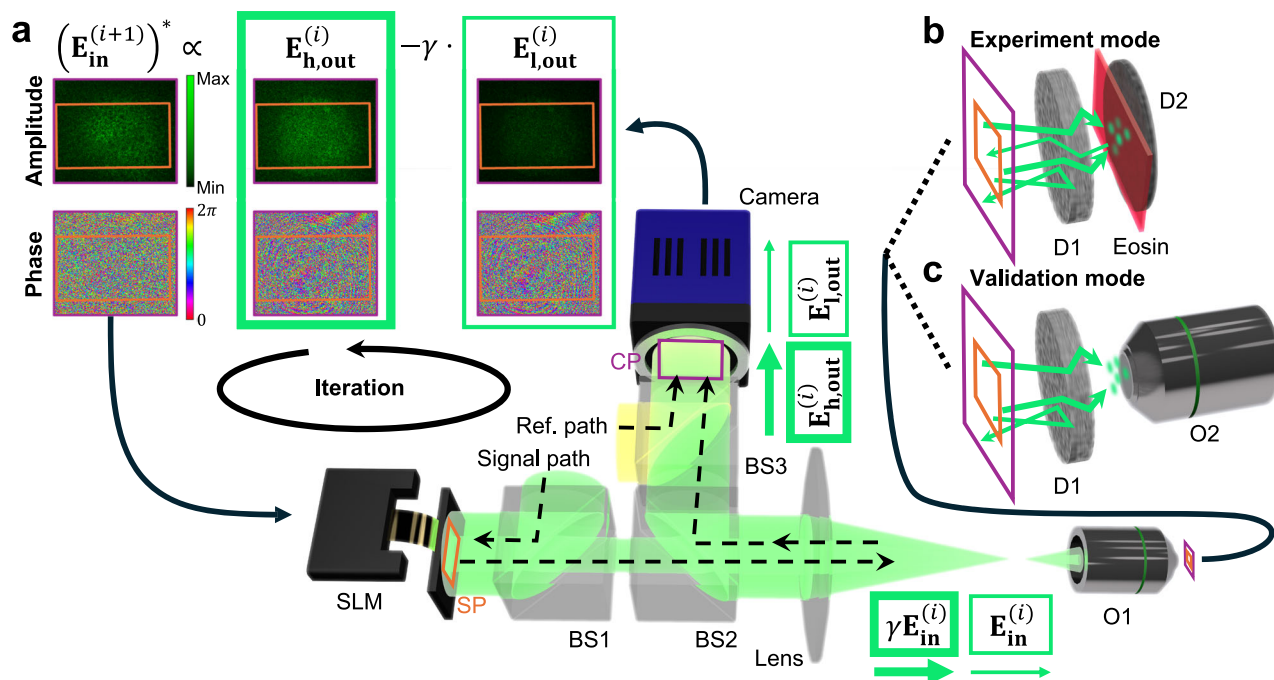 a
(E_in^(i+1))^* ∝ E_h,out^(i) −γ · E_l,out^(i)
Amplitude
Max
Min
Phase
2π
0
Iteration
Camera
E_l,out^(i)
E_h,out^(i)
CP
Ref. path
Signal path
BS3
SLM
SP
BS1
BS2
Lens
γE_in^(i)
E_in^(i)
O1
b
Experiment mode
D2
D1
Eosin
c
Validation mode
D1
O2